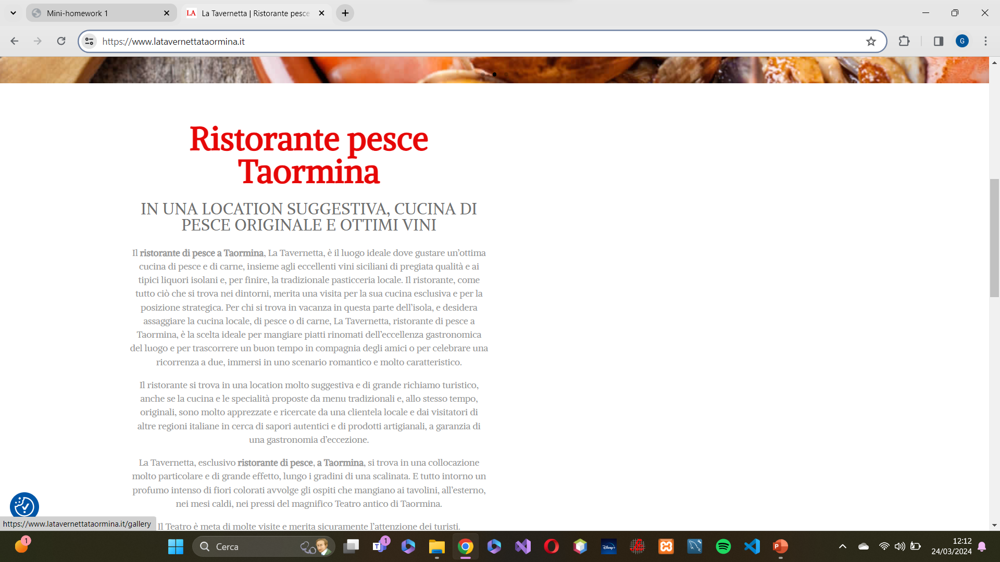 Mini-homework 1
LA La Tavernetta | Ristorante pesce
https://www.latavernettataormina.it
G
Ristorante pesce
Taormina
IN UNA LOCATION SUGGESTIVA, CUCINA DI
PESCE ORIGINALE E OTTIMI VINI
Il ristorante di pesce a Taormina, La Tavernetta, è il luogo ideale dove gustare un’ottima
cucina di pesce e di carne, insieme agli eccellenti vini siciliani di pregiata qualità e ai
tipici liquori isolani e, per finire, la tradizionale pasticceria locale. Il ristorante, come
tutto ciò che si trova nei dintorni, merita una visita per la sua cucina esclusiva e per la
posizione strategica. Per chi si trova in vacanza in questa parte dell’isola, e desidera
assaggiare la cucina locale, di pesce o di carne, La Tavernetta, ristorante di pesce a
Taormina, è la scelta ideale per mangiare piatti rinomati dell’eccellenza gastronomica
del luogo e per trascorrere un buon tempo in compagnia degli amici o per celebrare una
ricorrenza a due, immersi in uno scenario romantico e molto caratteristico.
Il ristorante si trova in una location molto suggestiva e di grande richiamo turistico,
anche se la cucina e le specialità proposte da menu tradizionali e, allo stesso tempo,
originali, sono molto apprezzate e ricercate da una clientela locale e dai visitatori di
altre regioni italiane in cerca di sapori autentici e di prodotti artigianali, a garanzia di
una gastronomia d’eccezione.
La Tavernetta, esclusivo ristorante di pesce, a Taormina, si trova in una collocazione
molto particolare e di grande effetto, lungo i gradini di una scalinata. E tutto intorno un
profumo intenso di fiori colorati avvolge gli ospiti che mangiano ai tavolini, all’esterno,
nei mesi caldi, nei pressi del magnifico Teatro antico di Taormina.
Il Teatro è meta di molte visite e merita sicuramente l’attenzione dei turisti.
https://www.latavernettataormina.it/gallery
1
Cerca
T
1
Disney+
P
12:12
24/03/2024